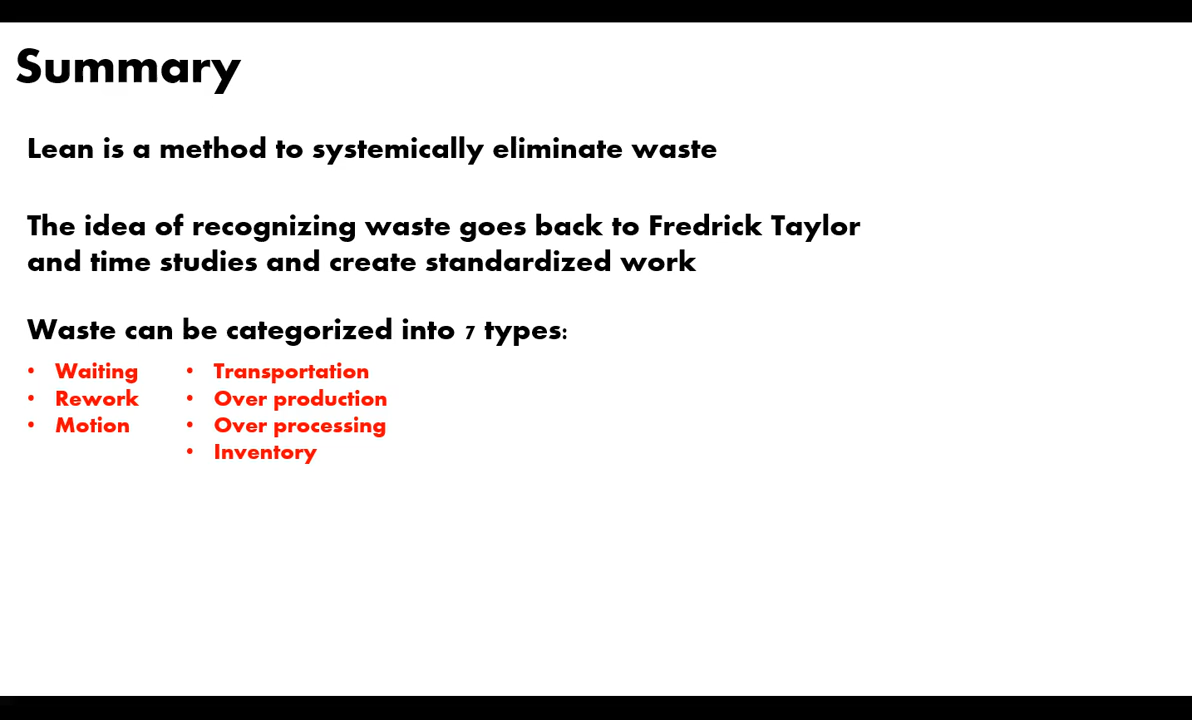 Summary
Lean is a method to systemically eliminate waste
The idea of recognizing waste goes back to Fredrick Taylor
and time studies and create standardized work
Waste can be categorized into 7 types:
• Waiting
• Rework
• Motion
• Transportation
• Over production
• Over processing
• Inventory